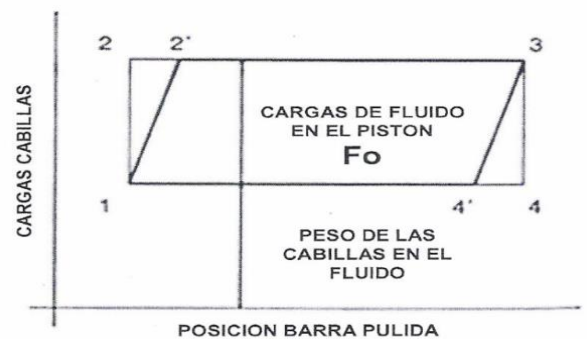 2
2'
3
CARGAS DE FLUIDO
EN EL PISTON
Fo
CARGAS CABILLAS
1
4'
4
PESO DE LAS
CABILLAS EN EL
FLUIDO
POSICION BARRA PULIDA